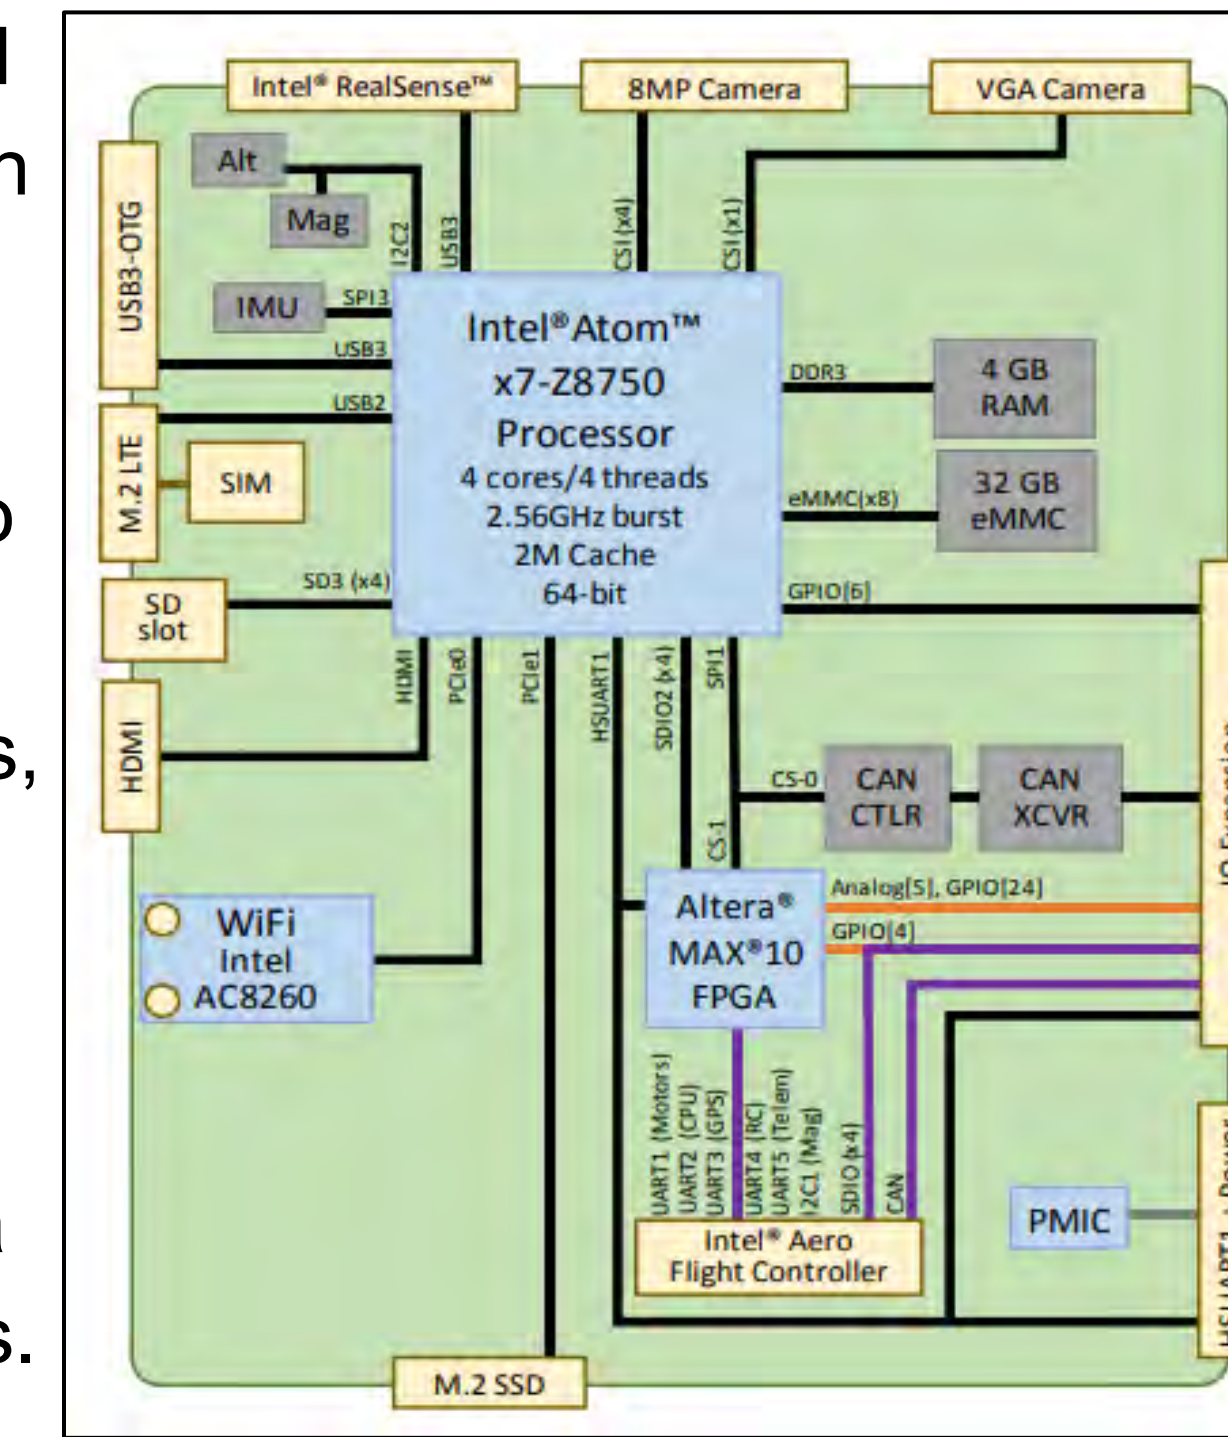 Intel® RealSense™
8MP Camera
VGA Camera
Alt
Mag
I2C2
USB3
CSI (x4)
CSI (x1)
USB3-OTG
IMU
SPI3
USB3
USB2
Intel® Atom™
x7-Z8750
Processor
4 cores/4 threads
2.56GHz burst
2M Cache
64-bit
DDR3
4 GB
RAM
eMMC(x8)
32 GB
eMMC
M.2 LTE
SIM
SD3 (x4)
SD
slot
GPIO[6]
HDMI
HDMI
PCIe0
PCIe1
HSUART1
SDIO2 (x4)
SPI1
CS-0
CS-1
CAN
CTLR
CAN
XCVR
s,
WiFi
Intel
AC8260
Altera®
MAX®10
FPGA
Analog[5], GPIO[24]
GPIO[4]
UART1 (Motors)
UART2 (CPU)
UART3 (GPS)
UART4 (RC)
UART5 (Telem)
I2C1 (Mag)
SDIO (x4)
CAN
Intel® Aero
Flight Controller
PMIC
s.
M.2 SSD